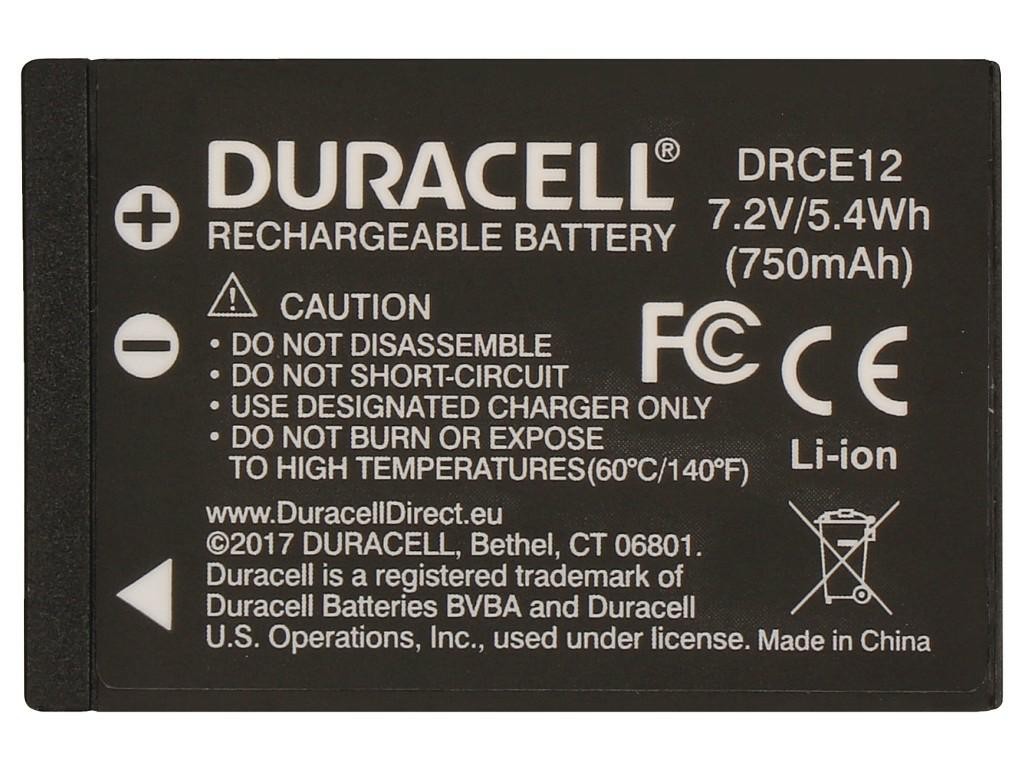 DURACELL®
RECHARGEABLE BATTERY
DRCE12
7.2V/5.4Wh
(750mAh)
CAUTION
• DO NOT DISASSEMBLE
• DO NOT SHORT-CIRCUIT
• USE DESIGNATED CHARGER ONLY
• DO NOT BURN OR EXPOSE
TO HIGH TEMPERATURES(60ºC/140ºF)
FC CE
Li-ion
www.DuracellDirect.eu
©2017 DURACELL, Bethel, CT 06801.
Duracell is a registered trademark of
Duracell Batteries BVBA and Duracell
U.S. Operations, Inc., used under license. Made in China